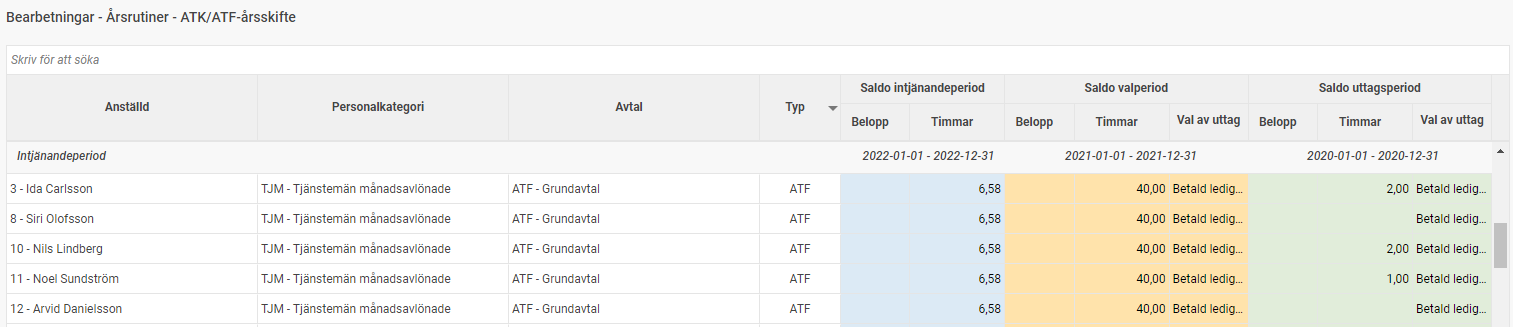 Bearbetningar - Årsrutiner - ATK/ATF-årsskifte
Skriv för att söka
Anställd Personalkategori Avtal Typ Saldo intjänandeperiod Saldo valperiod Saldo uttagsperiod
Belopp Timmar Belopp Timmar Val av uttag Belopp Timmar Val av uttag
Intjänandeperiod 2022-01-01 - 2022-12-31 2021-01-01 - 2021-12-31 2020-01-01 - 2020-12-31
3 - Ida Carlsson TJM - Tjänstemän månadsavlönade ATF - Grundavtal ATF 6,58 40,00 Betald ledig... 2,00 Betald ledig...
8 - Siri Olofsson TJM - Tjänstemän månadsavlönade ATF - Grundavtal ATF 6,58 40,00 Betald ledig... Betald ledig...
10 - Nils Lindberg TJM - Tjänstemän månadsavlönade ATF - Grundavtal ATF 6,58 40,00 Betald ledig... 2,00 Betald ledig...
11 - Noel Sundström TJM - Tjänstemän månadsavlönade ATF - Grundavtal ATF 6,58 40,00 Betald ledig... 1,00 Betald ledig...
12 - Arvid Danielsson TJM - Tjänstemän månadsavlönade ATF - Grundavtal ATF 6,58 40,00 Betald ledig... Betald ledig...